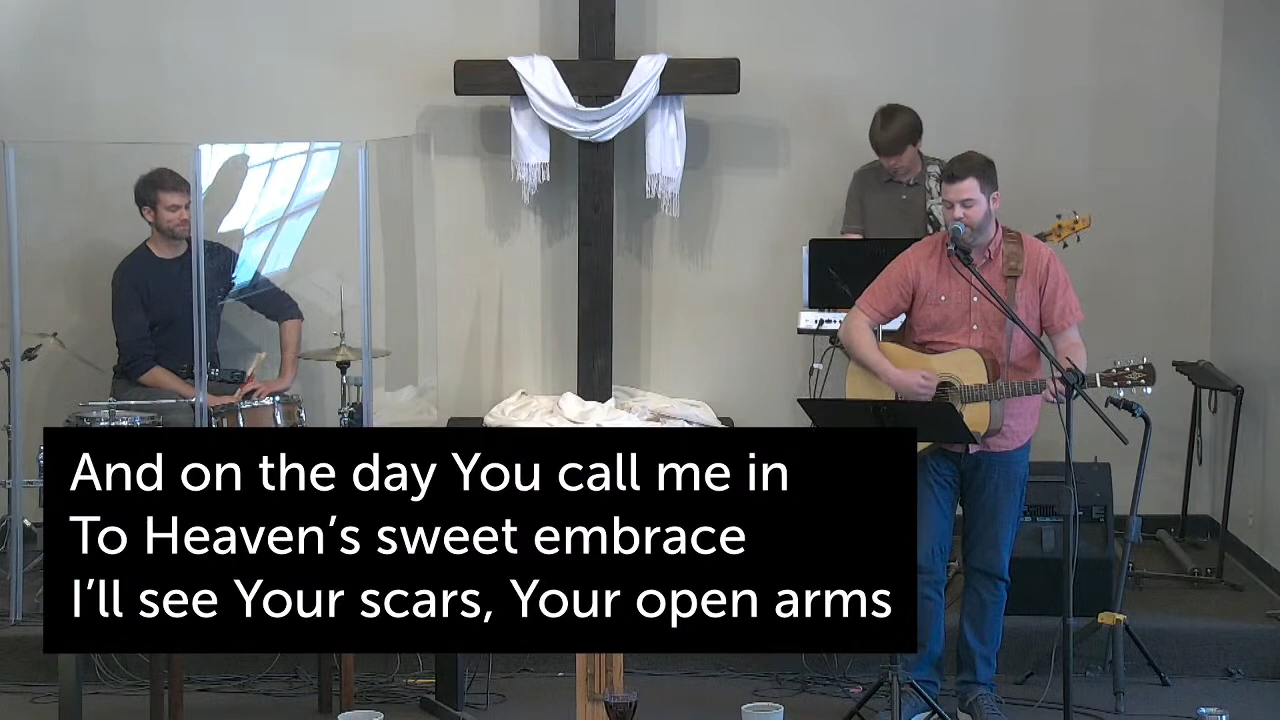 And on the day You call me in
To Heaven’s sweet embrace
I’ll see Your scars, Your open arms